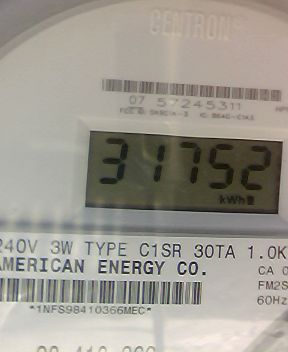 CENTRON
07 57245311
31752
kWh
240V 3W TYPE C1SR 30TA 1.0K
AMERICAN ENERGY CO.
CA
FM2S
60Hz
*1NFS98410366MEC*